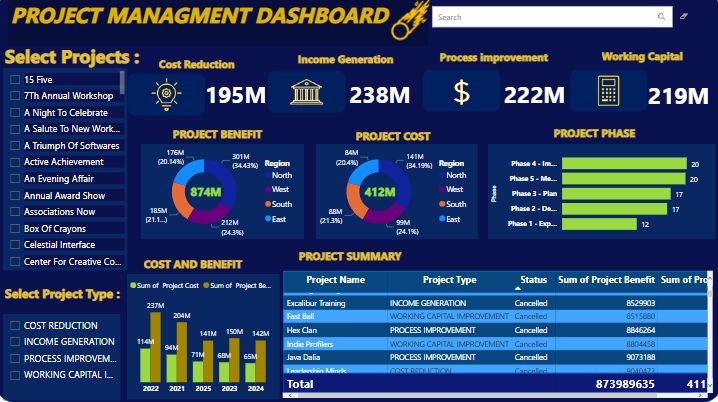 PROJECT MANAGMENT DASHBOARD
Search
Select Projects :
15 Five
7Th Annual Workshop
A Night To Celebrate
A Salute To New Work...
A Triumph Of Softwares
Active Achievement
An Evening Affair
Annual Award Show
Associations Now
Box Of Crayons
Celestial Interface
Center For Creative Co...
Select Project Type :
COST REDUCTION
INCOME GENERATION
PROCESS IMPROVEM...
WORKING CAPITAL I...
Cost Reduction
195M
Income Generation
238M
Process improvement
$
222M
Working Capital
219M
PROJECT BENEFIT
176M
(20.14%)
301M
(34.43%)
874M
185M
(21.1...)
212M
(24.3%)
Region
North
West
South
East
PROJECT COST
84M
(20.4%)
141M
(34.19%)
412M
88M
(21.3%)
99M
(24.1%)
Region
North
West
South
East
PROJECT PHASE
Phase
Phase 4 - Im... 20
Phase 5 - Me... 20
Phase 3 - Plan 17
Phase 2 - De... 17
Phase 1 - Exp... 12
COST AND BENEFIT
Sum of Project Cost Sum of Project Be...
237M
204M
141M
150M
142M
114M
94M
71M
68M
65M
2022 2021 2025 2023 2024
PROJECT SUMMARY
Project Name Project Type Status Sum of Project Benefit Sum of Pro
Excalibur Training INCOME GENERATION Cancelled 8529903
Fast Ball WORKING CAPITAL IMPROVEMENT Cancelled 8515880
Hex Clan PROCESS IMPROVEMENT Cancelled 8846264
Indie Profilers WORKING CAPITAL IMPROVEMENT Cancelled 8804458
Java Dalia PROCESS IMPROVEMENT Cancelled 9073188
Leadership Minds COST REDUCTION Cancelled 9040473
Total 873989635 411